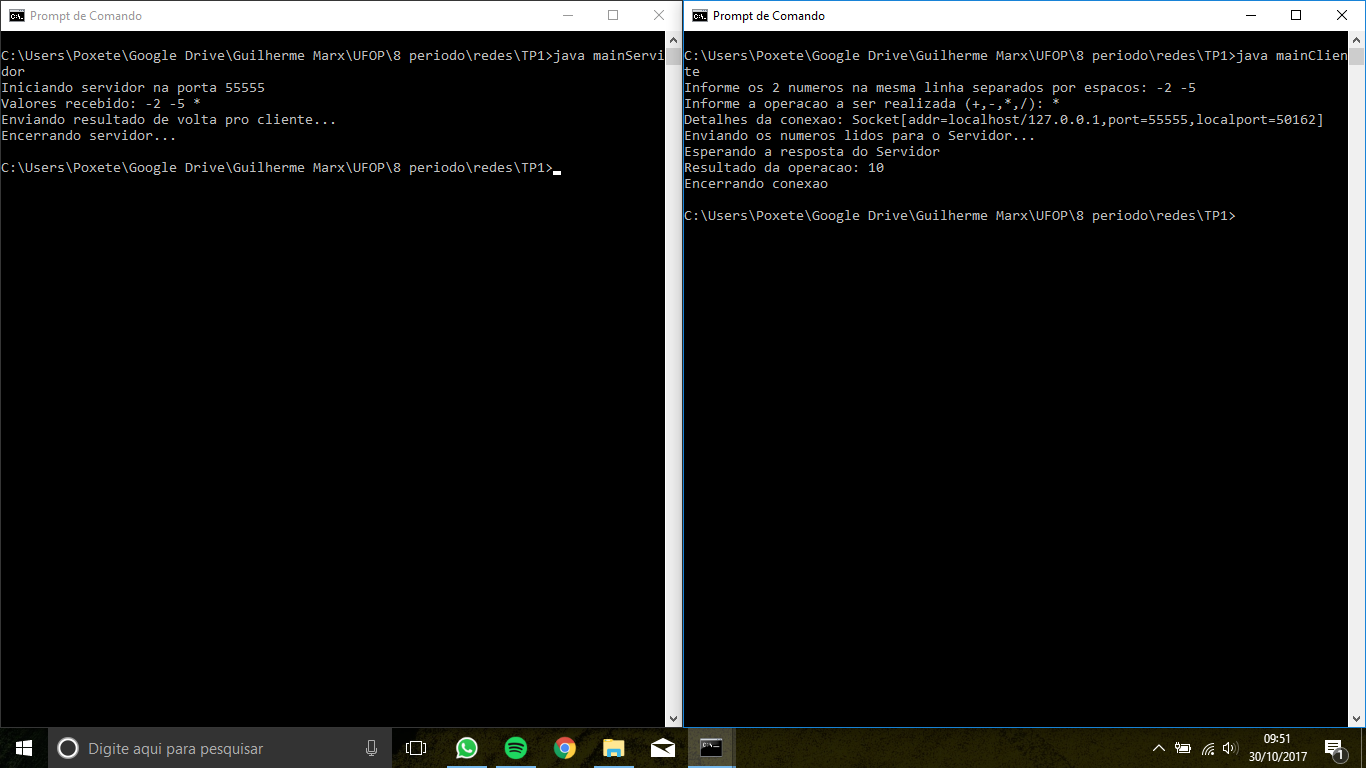 Prompt de Comando
C:\Users\Poxete\Google Drive\Guilherme Marx\UFOP\8 periodo\redes\TP1>java mainServi
dor
Iniciando servidor na porta 55555
Valores recebido: -2 -5 *
Enviando resultado de volta pro cliente...
Encerrando servidor...
C:\Users\Poxete\Google Drive\Guilherme Marx\UFOP\8 periodo\redes\TP1>
Prompt de Comando
C:\Users\Poxete\Google Drive\Guilherme Marx\UFOP\8 periodo\redes\TP1>java mainClien
te
Informe os 2 numeros na mesma linha separados por espacos: -2 -5
Informe a operacao a ser realizada (+,-,*,/): *
Detalhes da conexao: Socket[addr=localhost/127.0.0.1,port=55555,localport=50162]
Enviando os numeros lidos para o Servidor...
Esperando a resposta do Servidor
Resultado da operacao: 10
Encerrando conexao
C:\Users\Poxete\Google Drive\Guilherme Marx\UFOP\8 periodo\redes\TP1>
Digite aqui para pesquisar
09:51
30/10/2017
1